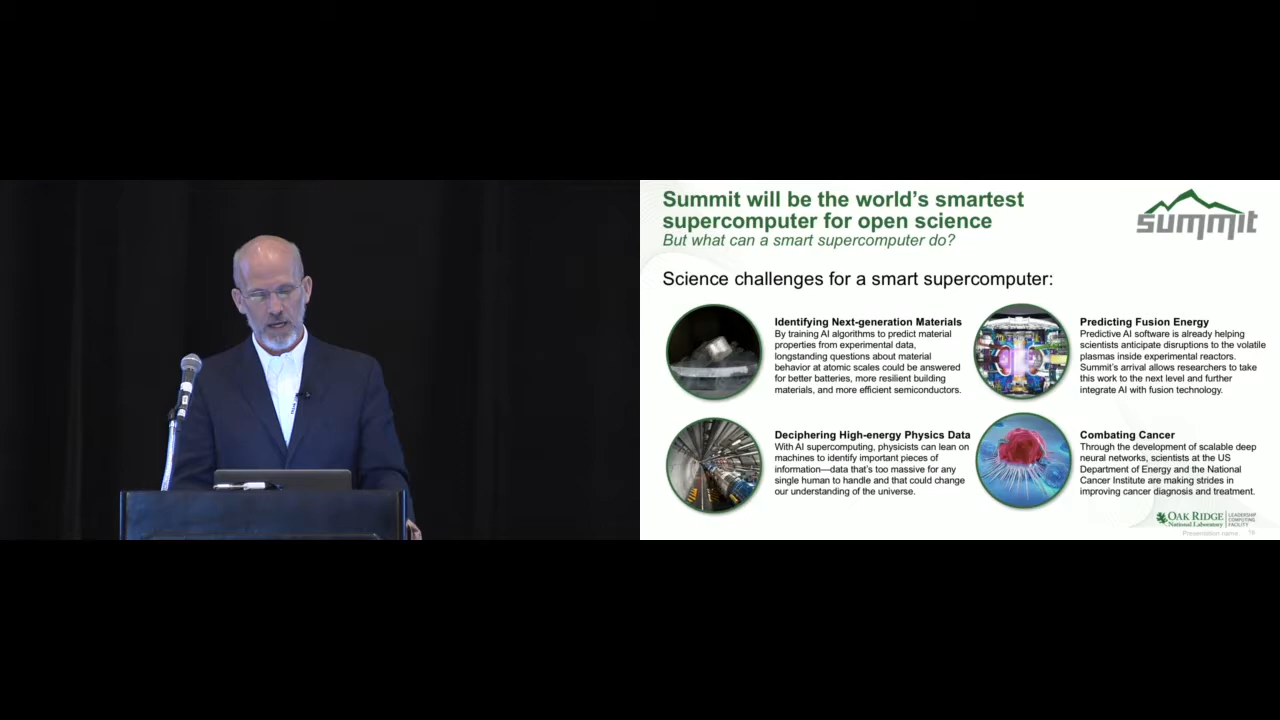 Summit will be the world's smartest
supercomputer for open science
But what can a smart supercomputer do?
summit
Science challenges for a smart supercomputer:
Identifying Next-generation Materials
By training AI algorithms to predict material
properties from experimental data,
longstanding questions about material
behavior at atomic scales could be answered
for better batteries, more resilient building
materials, and more efficient semiconductors.
Predicting Fusion Energy
Predictive AI software is already helping
scientists anticipate disruptions to the volatile
plasmas inside experimental reactors.
Summit's arrival allows researchers to take
this work to the next level and further
integrate AI with fusion technology.
Deciphering High-energy Physics Data
With AI supercomputing, physicists can lean on
machines to identify important pieces of
information—data that's too massive for any
single human to handle and that could change
our understanding of the universe.
Combating Cancer
Through the development of scalable deep
neural networks, scientists at the US
Department of Energy and the National
Cancer Institute are making strides in
improving cancer diagnosis and treatment.
OAK RIDGE
National Laboratory
LEADERSHIP
COMPUTING
FACILITY
Presentation name